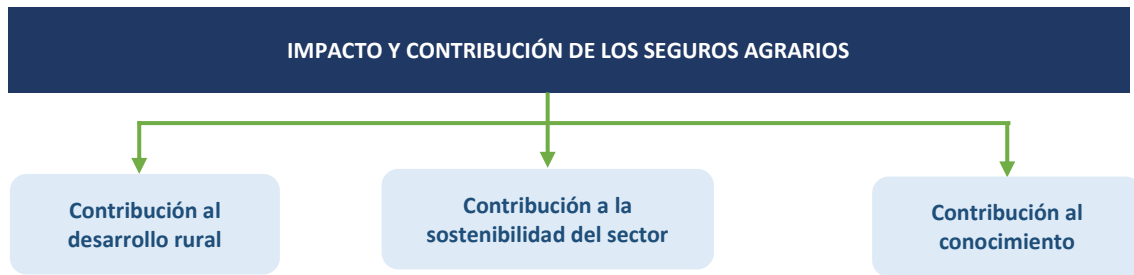 IMPACTO Y CONTRIBUCIÓN DE LOS SEGUROS AGRARIOS
Contribución al
desarrollo rural
Contribución a la
sostenibilidad del sector
Contribución al
conocimiento